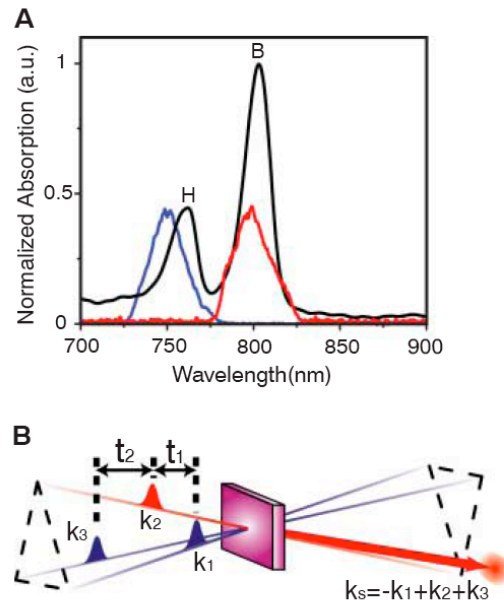 A
Normalized Absorption (a.u.)
1
0.5
0
B
H
700 750 800 850 900
Wavelength(nm)
B
t2 t1
k3 k2 k1
ks=-k1+k2+k3